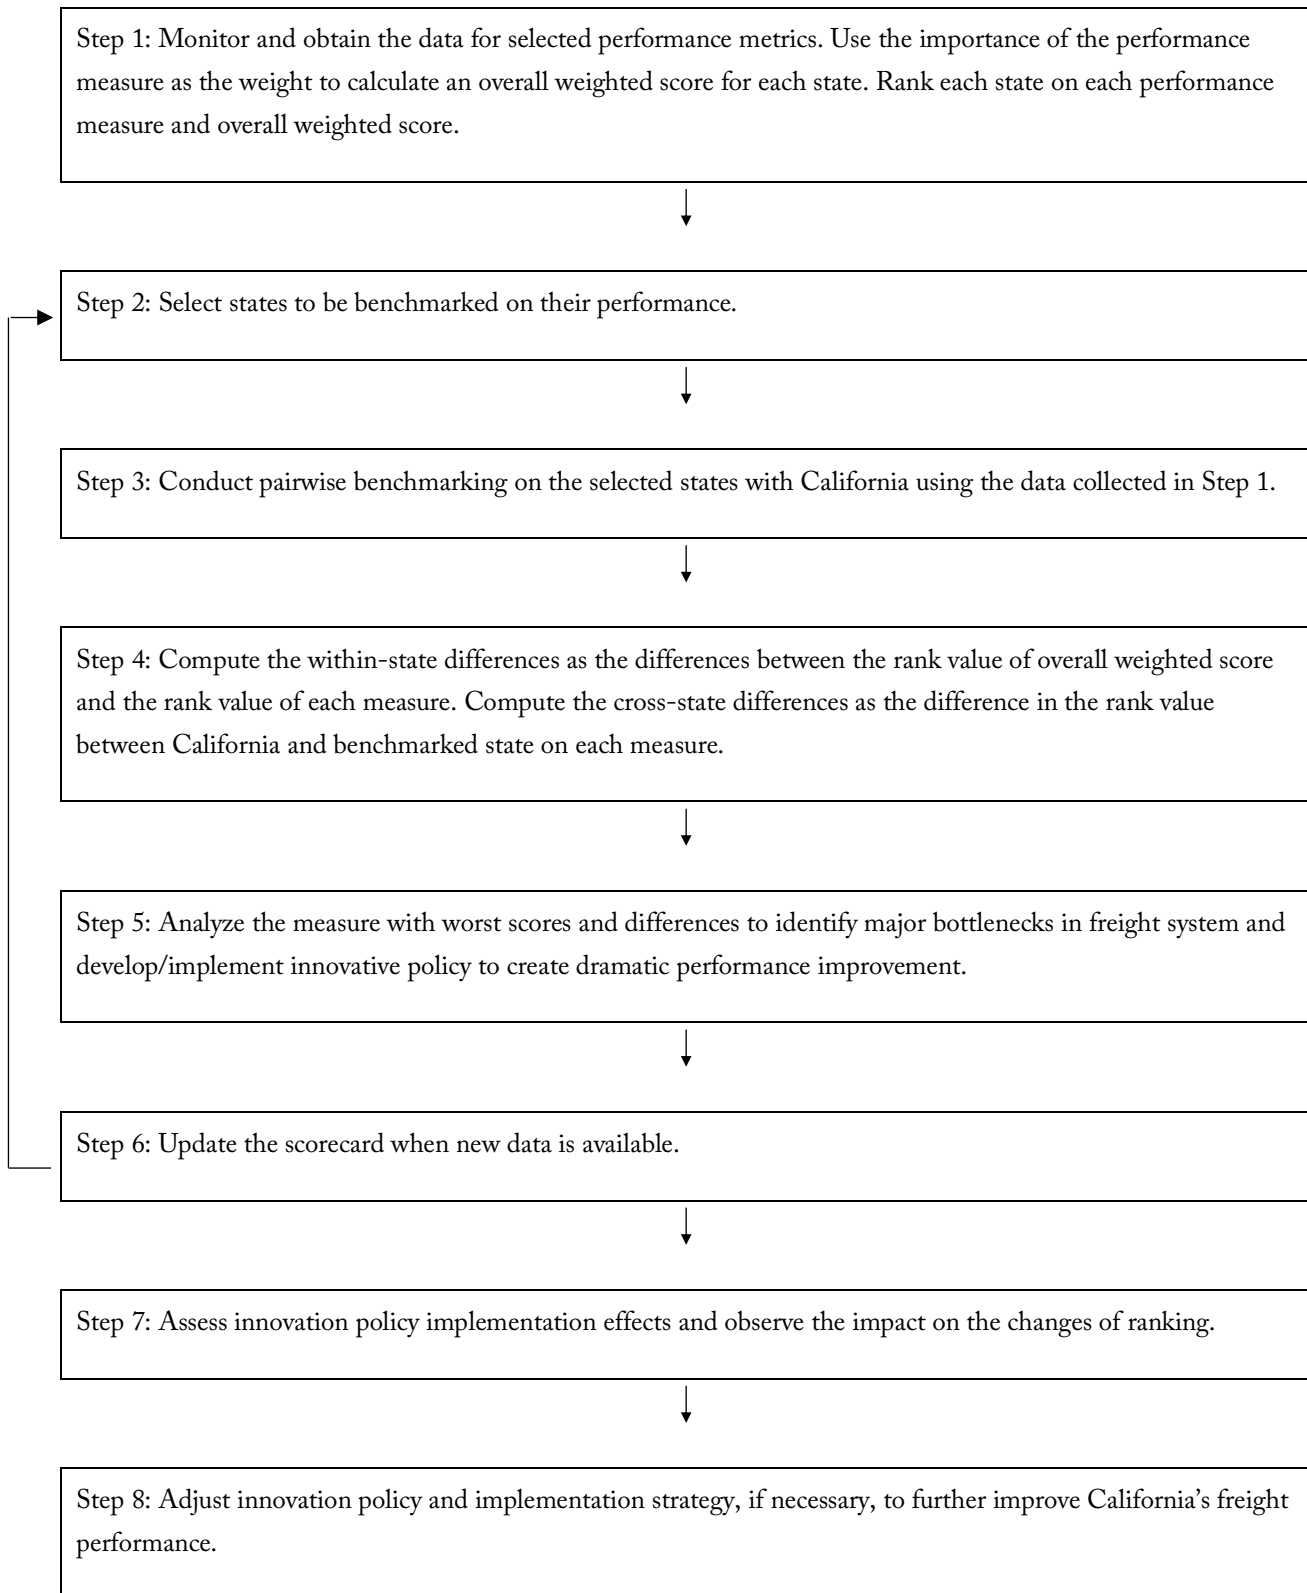 Step 1: Monitor and obtain the data for selected performance metrics. Use the importance of the performance
measure as the weight to calculate an overall weighted score for each state. Rank each state on each performance
measure and overall weighted score.
Step 2: Select states to be benchmarked on their performance.
Step 3: Conduct pairwise benchmarking on the selected states with California using the data collected in Step 1.
Step 4: Compute the within-state differences as the differences between the rank value of overall weighted score
and the rank value of each measure. Compute the cross-state differences as the difference in the rank value
between California and benchmarked state on each measure.
Step 5: Analyze the measure with worst scores and differences to identify major bottlenecks in freight system and
develop/implement innovative policy to create dramatic performance improvement.
Step 6: Update the scorecard when new data is available.
Step 7: Assess innovation policy implementation effects and observe the impact on the changes of ranking.
Step 8: Adjust innovation policy and implementation strategy, if necessary, to further improve California’s freight
performance.